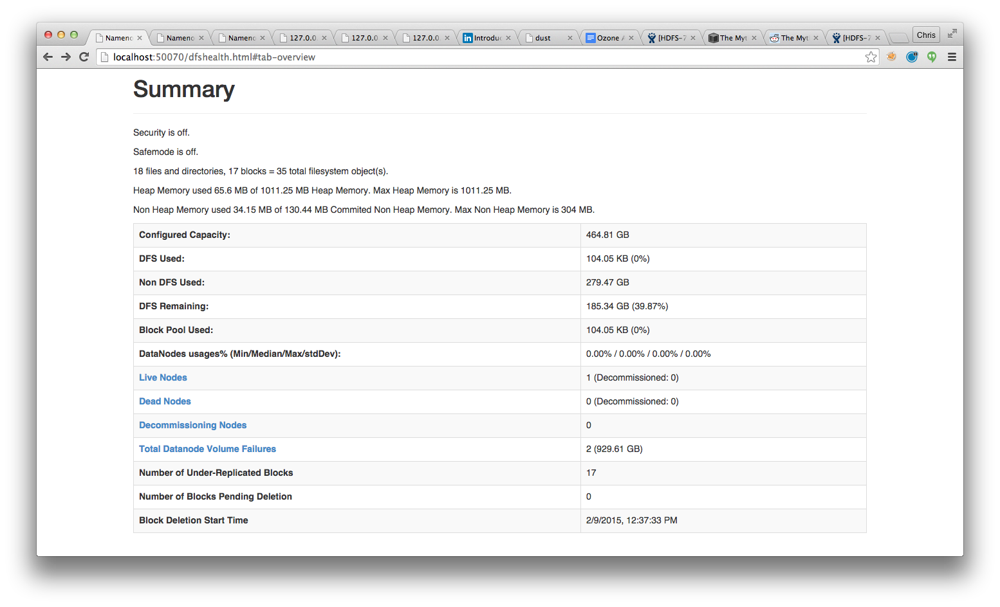 Nameno
Nameno
Nameno
127.0.0
127.0.0
127.0.0
in Introduc
dust
Ozone A
[HDFS-7
The Myt
The Myt
[HDFS-7
Chris
localhost:50070/dfshealth.html#tab-overview
Summary
Security is off.
Safemode is off.
18 files and directories, 17 blocks = 35 total filesystem object(s).
Heap Memory used 65.6 MB of 1011.25 MB Heap Memory. Max Heap Memory is 1011.25 MB.
Non Heap Memory used 34.15 MB of 130.44 MB Commited Non Heap Memory. Max Non Heap Memory is 304 MB.
Configured Capacity: 464.81 GB
DFS Used: 104.05 KB (0%)
Non DFS Used: 279.47 GB
DFS Remaining: 185.34 GB (39.87%)
Block Pool Used: 104.05 KB (0%)
DataNodes usages% (Min/Median/Max/stdDev): 0.00% / 0.00% / 0.00% / 0.00%
Live Nodes 1 (Decommissioned: 0)
Dead Nodes 0 (Decommissioned: 0)
Decommissioning Nodes 0
Total Datanode Volume Failures 2 (929.61 GB)
Number of Under-Replicated Blocks 17
Number of Blocks Pending Deletion 0
Block Deletion Start Time 2/9/2015, 12:37:33 PM